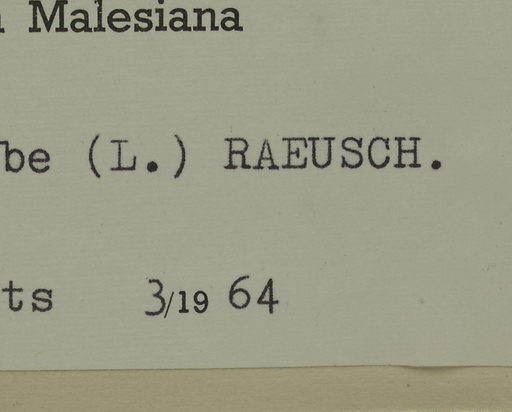 Malesiana
be (L.) RAEUSCH.
ts 3/19 64